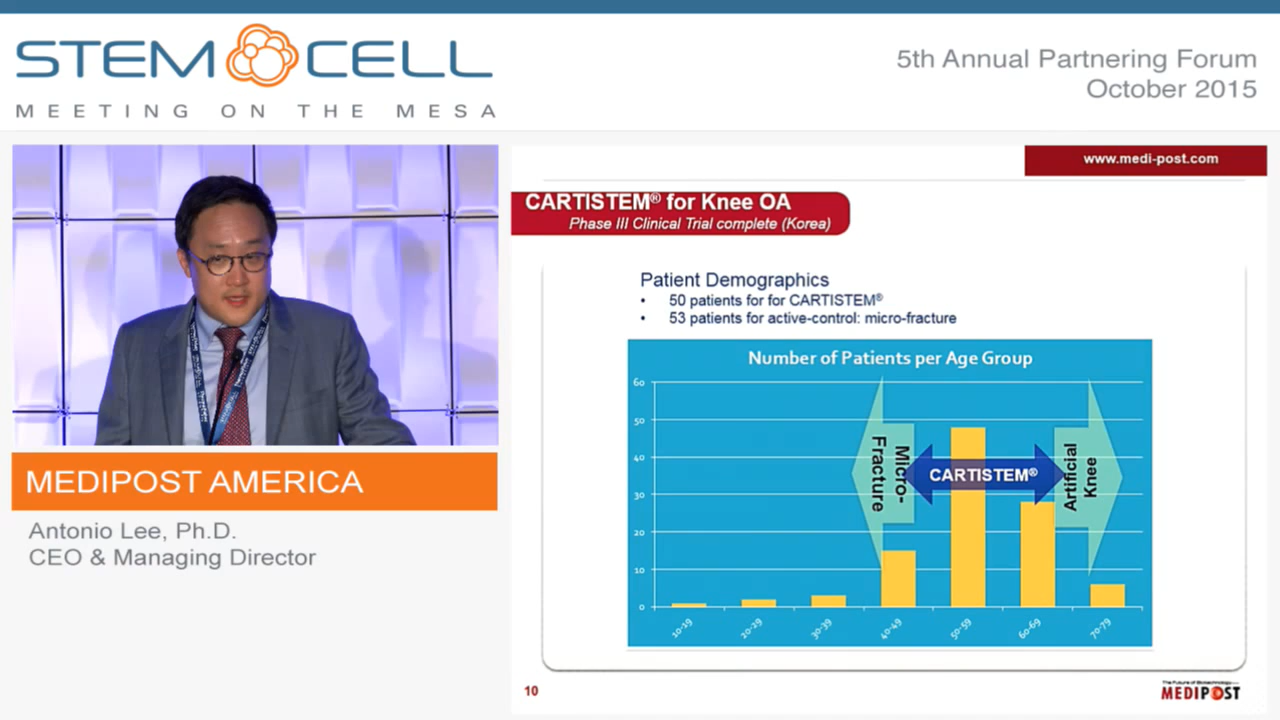 STEM CELL
MEETING ON THE MESA
5th Annual Partnering Forum
October 2015
www.medi-post.com
CARTISTEM® for Knee OA
Phase III Clinical Trial complete (Korea)
Patient Demographics
• 50 patients for for CARTISTEM®
• 53 patients for active-control: micro-fracture
Number of Patients per Age Group
60
50
40
30
20
10
0
Micro-
Fracture
CARTISTEM®
Artificial
Knee
10-19
20-29
30-39
40-49
50-59
60-69
70-79
10
The Future of Biotechnology
MEDIPOST
MEDIPOST AMERICA
Antonio Lee, Ph.D.
CEO & Managing Director